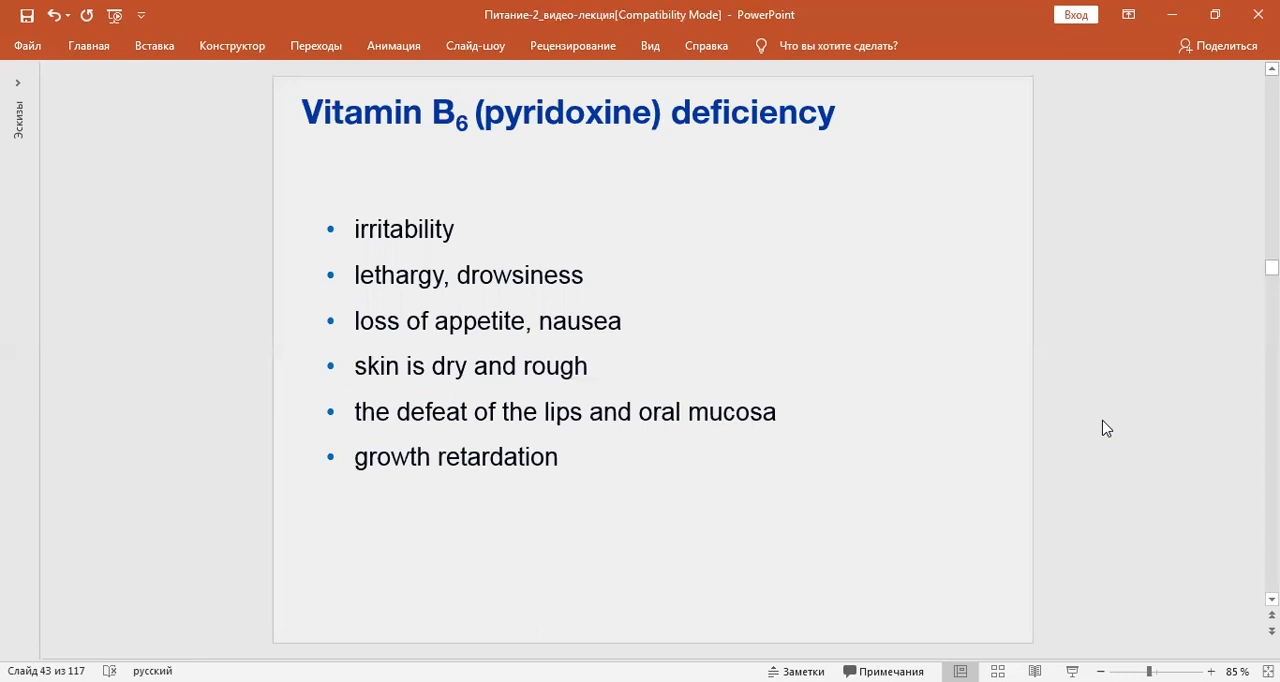 Питание-2_видео-лекция[Compatibility Mode] - PowerPoint
Вход
Файл Главная Вставка Конструктор Переходы Анимация Слайд-шоу Рецензирование Вид Справка Что вы хотите сделать? Поделиться
Эскизы
Vitamin B6 (pyridoxine) deficiency
• irritability
• lethargy, drowsiness
• loss of appetite, nausea
• skin is dry and rough
• the defeat of the lips and oral mucosa
• growth retardation
Слайд 43 из 117 русский Заметки Примечания 85 %